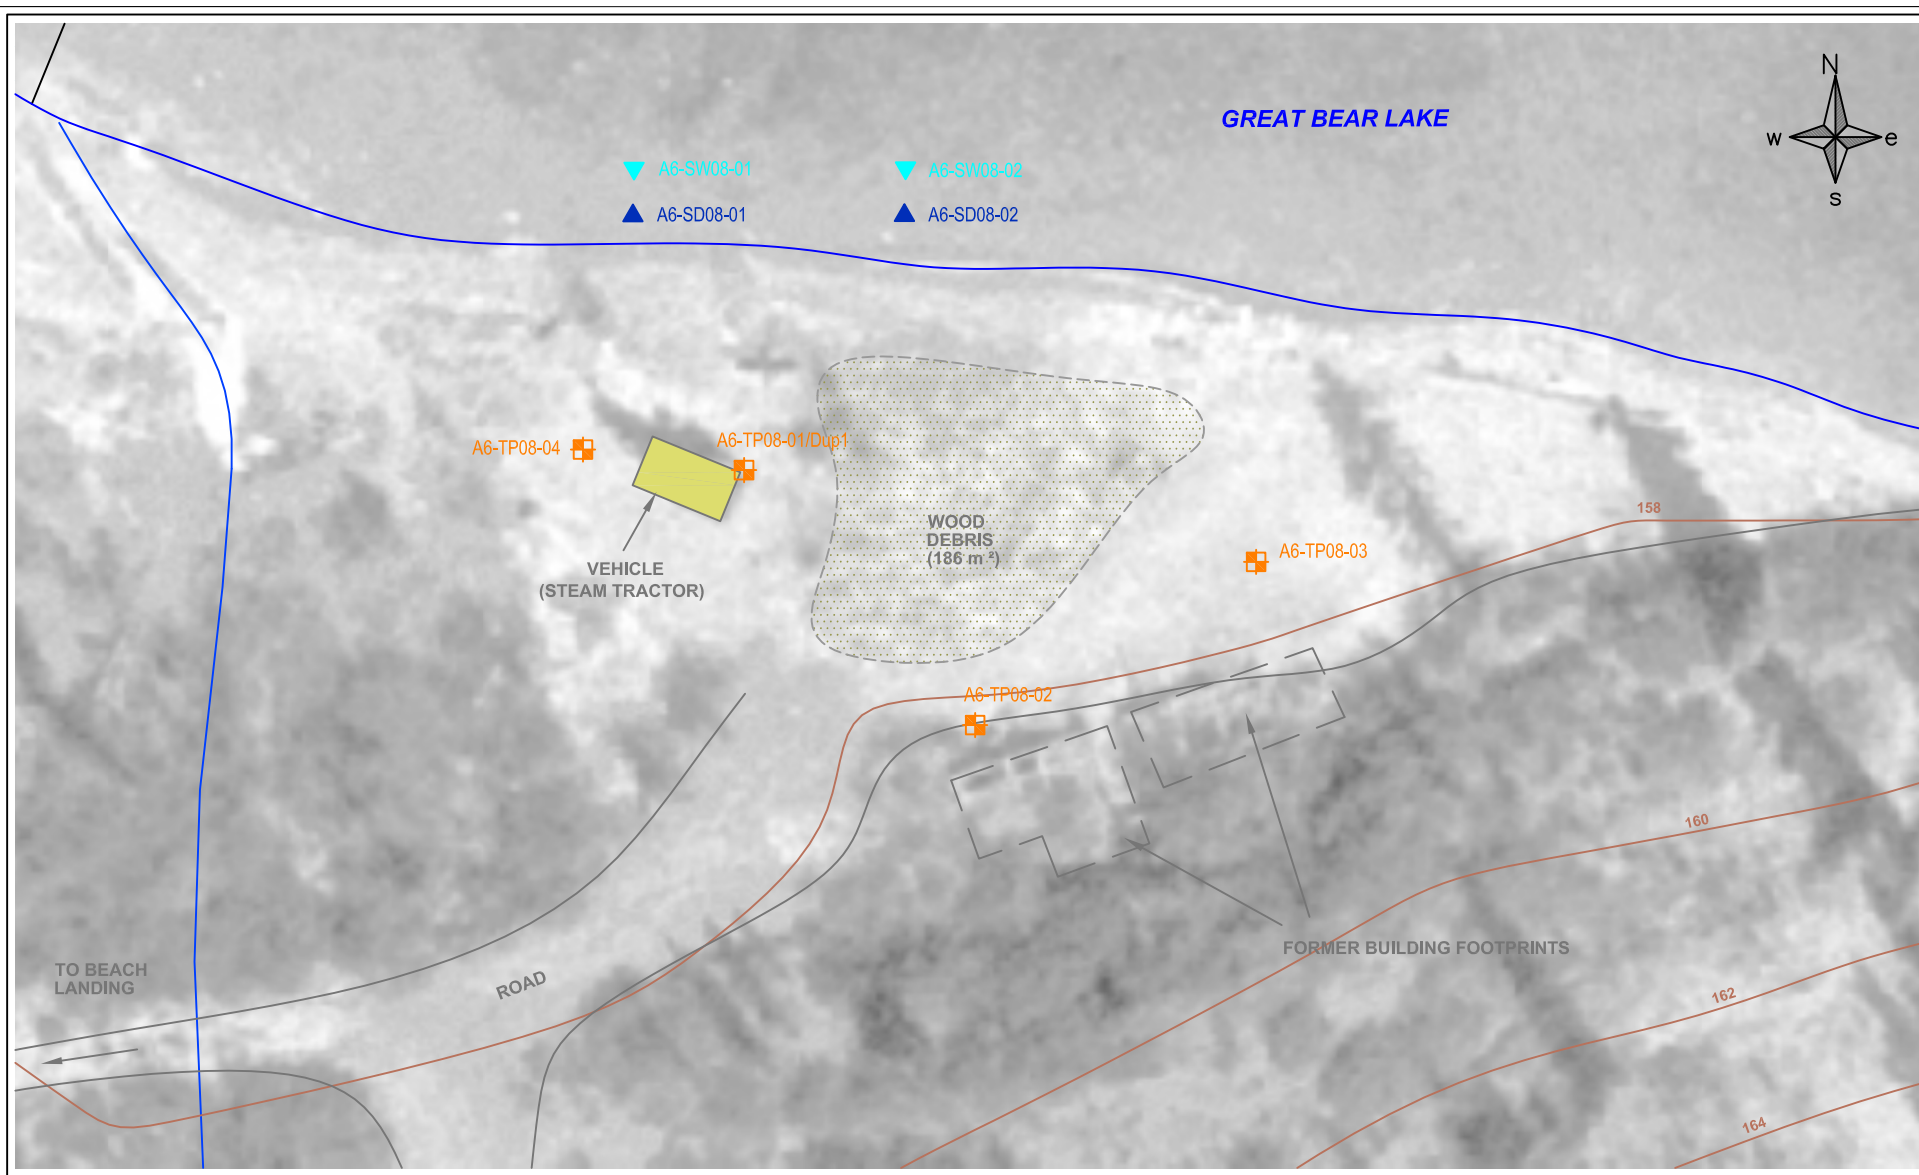 N
GREAT BEAR LAKE
w
e
s
A6-SW08-01
A6-SW08-02
A6-SD08-01
A6-SD08-02
A6-TP08-04
A6-TP08-01/Dup1
158
WOOD
DEBRIS
(186 m ²)
A6-TP08-03
VEHICLE
(STEAM TRACTOR)
A6-TP08-02
160
FORMER BUILDING FOOTPRINTS
TO BEACH
LANDING
ROAD
162
164